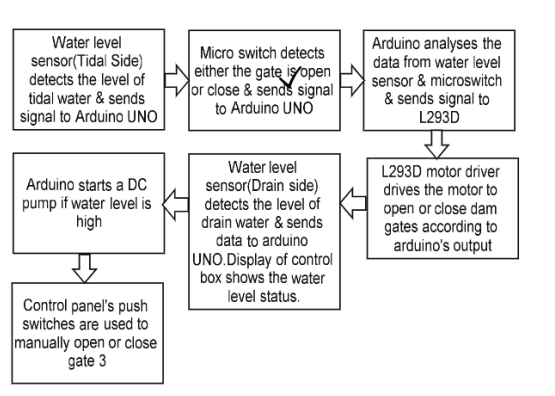 Water level
sensor(Tidal Side)
detects the level of
tidal water & sends
signal to Arduino UNO
Micro switch detects
either the gate is open
or close & sends signal
to Arduino UNO
Arduino analyses the
data from water level
sensor & microswitch
& sends signal to
L293D
L293D motor driver
drives the motor to
open or close dam
gates according to
arduino's output
Water level
sensor(Drain side)
detects the level of
drain water & sends
data to arduino
UNO.Display of control
box shows the water
level status.
Arduino starts a DC
pump if water level is
high
Control panel's push
switches are used to
manually open or close
gate 3